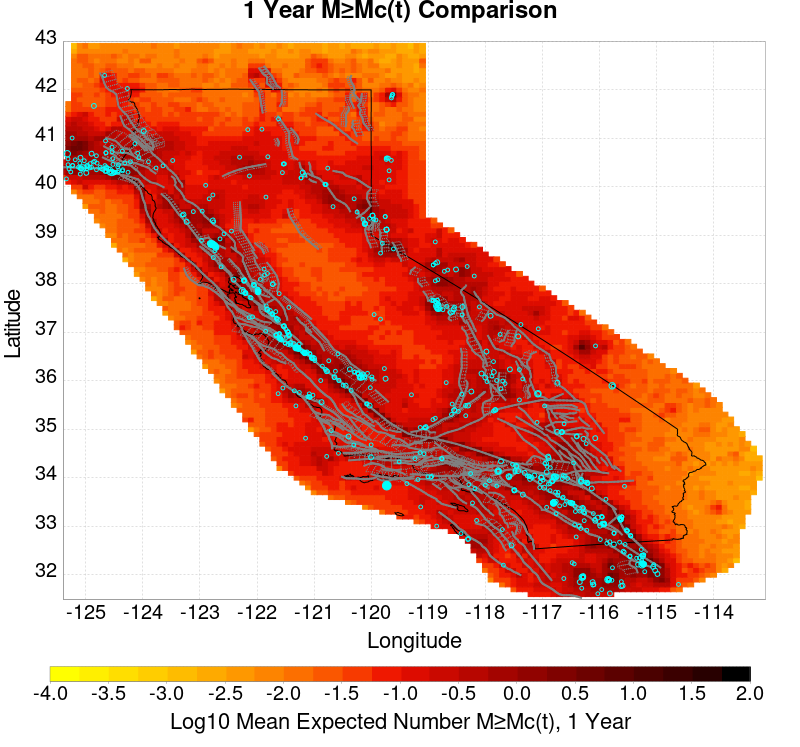 1 Year M≥Mc(t) Comparison
43
42
41
40
39
38
37
36
35
34
33
32
Latitude
-125 -124 -123 -122 -121 -120 -119 -118 -117 -116 -115 -114
Longitude
-4.0 -3.5 -3.0 -2.5 -2.0 -1.5 -1.0 -0.5 0.0 0.5 1.0 1.5 2.0
Log10 Mean Expected Number M≥Mc(t), 1 Year